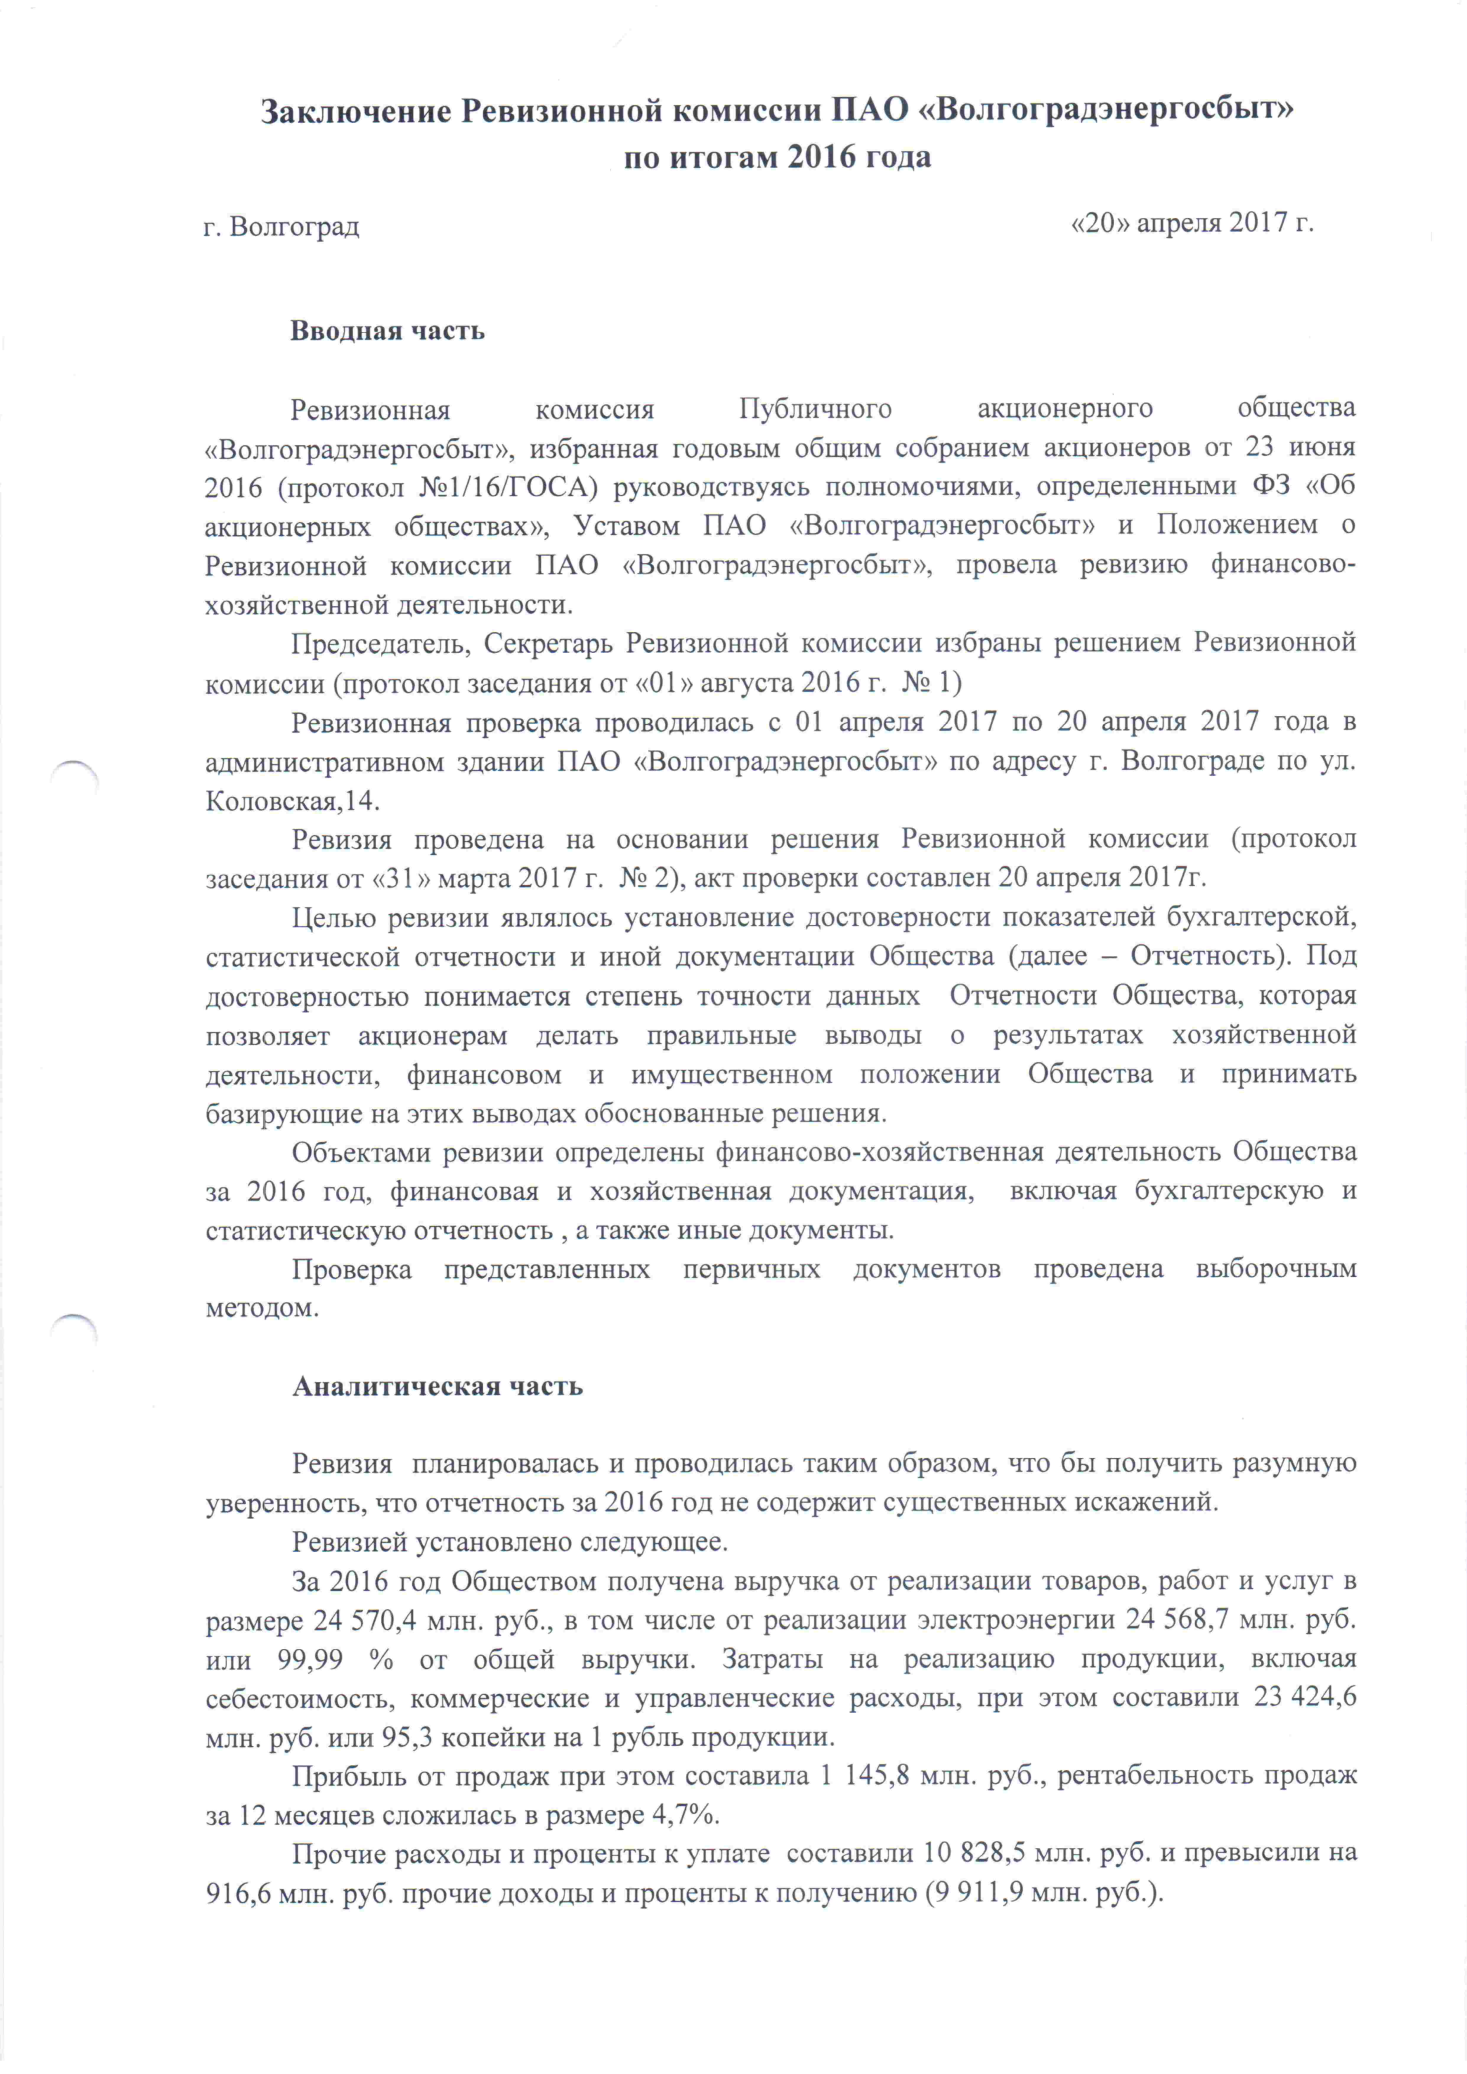 Заключение Ревизионной комиссии ПАО «Волгоградэнергосбыт»
по итогам 2016 года
г. Волгоград «20» апреля 2017 г.
Вводная часть
Ревизионная комиссия Публичного акционерного общества
«Волгоградэнергосбыт», избранная годовым общим собранием акционеров от 23 июня
2016 (протокол №1/16/ГОСА) руководствуясь полномочиями, определенными ФЗ «Об
акционерных обществах», Уставом ПАО «Волгоградэнергосбыт» и Положением о
Ревизионной комиссии ПАО «Волгоградэнергосбыт», провела ревизию финансово-
хозяйственной деятельности.
Председатель, Секретарь Ревизионной комиссии избраны решением Ревизионной
комиссии (протокол заседания от «01» августа 2016 г. № 1)
Ревизионная проверка проводилась с 01 апреля 2017 по 20 апреля 2017 года в
административном здании ПАО «Волгоградэнергосбыт» по адресу г. Волгограде по ул.
Коловская,14.
Ревизия проведена на основании решения Ревизионной комиссии (протокол
заседания от «31» марта 2017 г. № 2), акт проверки составлен 20 апреля 2017г.
Целью ревизии являлось установление достоверности показателей бухгалтерской,
статистической отчетности и иной документации Общества (далее – Отчетность). Под
достоверностью понимается степень точности данных Отчетности Общества, которая
позволяет акционерам делать правильные выводы о результатах хозяйственной
деятельности, финансовом и имущественном положении Общества и принимать
базирующие на этих выводах обоснованные решения.
Объектами ревизии определены финансово-хозяйственная деятельность Общества
за 2016 год, финансовая и хозяйственная документация, включая бухгалтерскую и
статистическую отчетность , а также иные документы.
Проверка представленных первичных документов проведена выборочным
методом.
Аналитическая часть
Ревизия планировалась и проводилась таким образом, что бы получить разумную
уверенность, что отчетность за 2016 год не содержит существенных искажений.
Ревизией установлено следующее.
За 2016 год Обществом получена выручка от реализации товаров, работ и услуг в
размере 24 570,4 млн. руб., в том числе от реализации электроэнергии 24 568,7 млн. руб.
или 99,99 % от общей выручки. Затраты на реализацию продукции, включая
себестоимость, коммерческие и управленческие расходы, при этом составили 23 424,6
млн. руб. или 95,3 копейки на 1 рубль продукции.
Прибыль от продаж при этом составила 1 145,8 млн. руб., рентабельность продаж
за 12 месяцев сложилась в размере 4,7%.
Прочие расходы и проценты к уплате составили 10 828,5 млн. руб. и превысили на
916,6 млн. руб. прочие доходы и проценты к получению (9 911,9 млн. руб.).